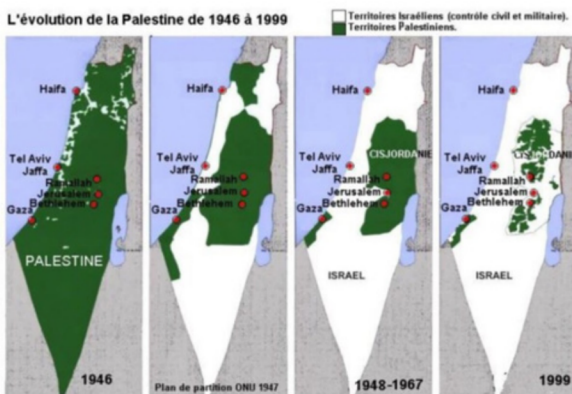 L'évolution de la Palestine de 1946 à 1999
Territoires Israéliens (contrôle civil et militaire).
Territoires Palestiniens.
Haifa
Tel Aviv
Jaffa
Ramallah
Jerusalem
Bethlehem
Gaza
PALESTINE
1946
Haifa
Tel Aviv
Jaffa
Ramallah
Jerusalem
Bethlehem
Gaza
Plan de partition ONU 1947
Haifa
CISJORDANIE
Tel Aviv
Jaffa
Ramallah
Jerusalem
Bethlehem
Gaza
ISRAEL
1948-1967
Haifa
CISJORDANIE
Tel Aviv
Jaffa
Ramallah
Jerusalem
Bethlehem
Gaza
ISRAEL
1999